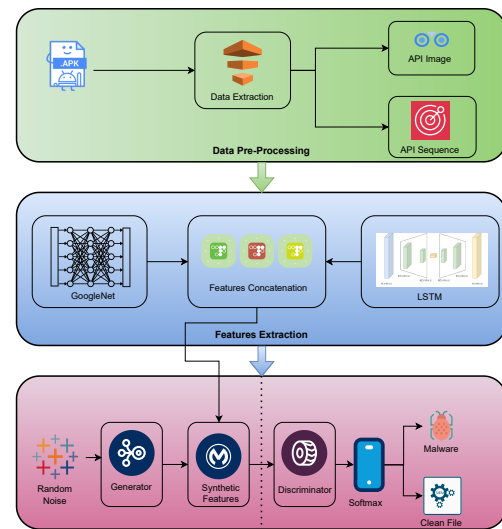 .APK
Data Extraction
API Image
API Sequence
Data Pre-Processing
GoogleNet
Features Concatenation
LSTM
Features Extraction
Random
Noise
Generator
Synthetic
Features
Discriminator
Softmax
Malware
Clean File